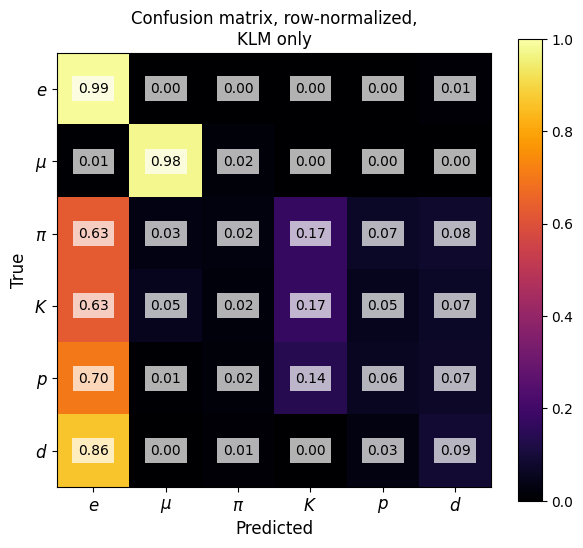 Confusion matrix, row-normalized,
KLM only
True
e 0.99 0.00 0.00 0.00 0.00 0.01
μ 0.01 0.98 0.02 0.00 0.00 0.00
π 0.63 0.03 0.02 0.17 0.07 0.08
K 0.63 0.05 0.02 0.17 0.05 0.07
p 0.70 0.01 0.02 0.14 0.06 0.07
d 0.86 0.00 0.01 0.00 0.03 0.09
e μ π K p d
Predicted
1.0
0.8
0.6
0.4
0.2
0.0